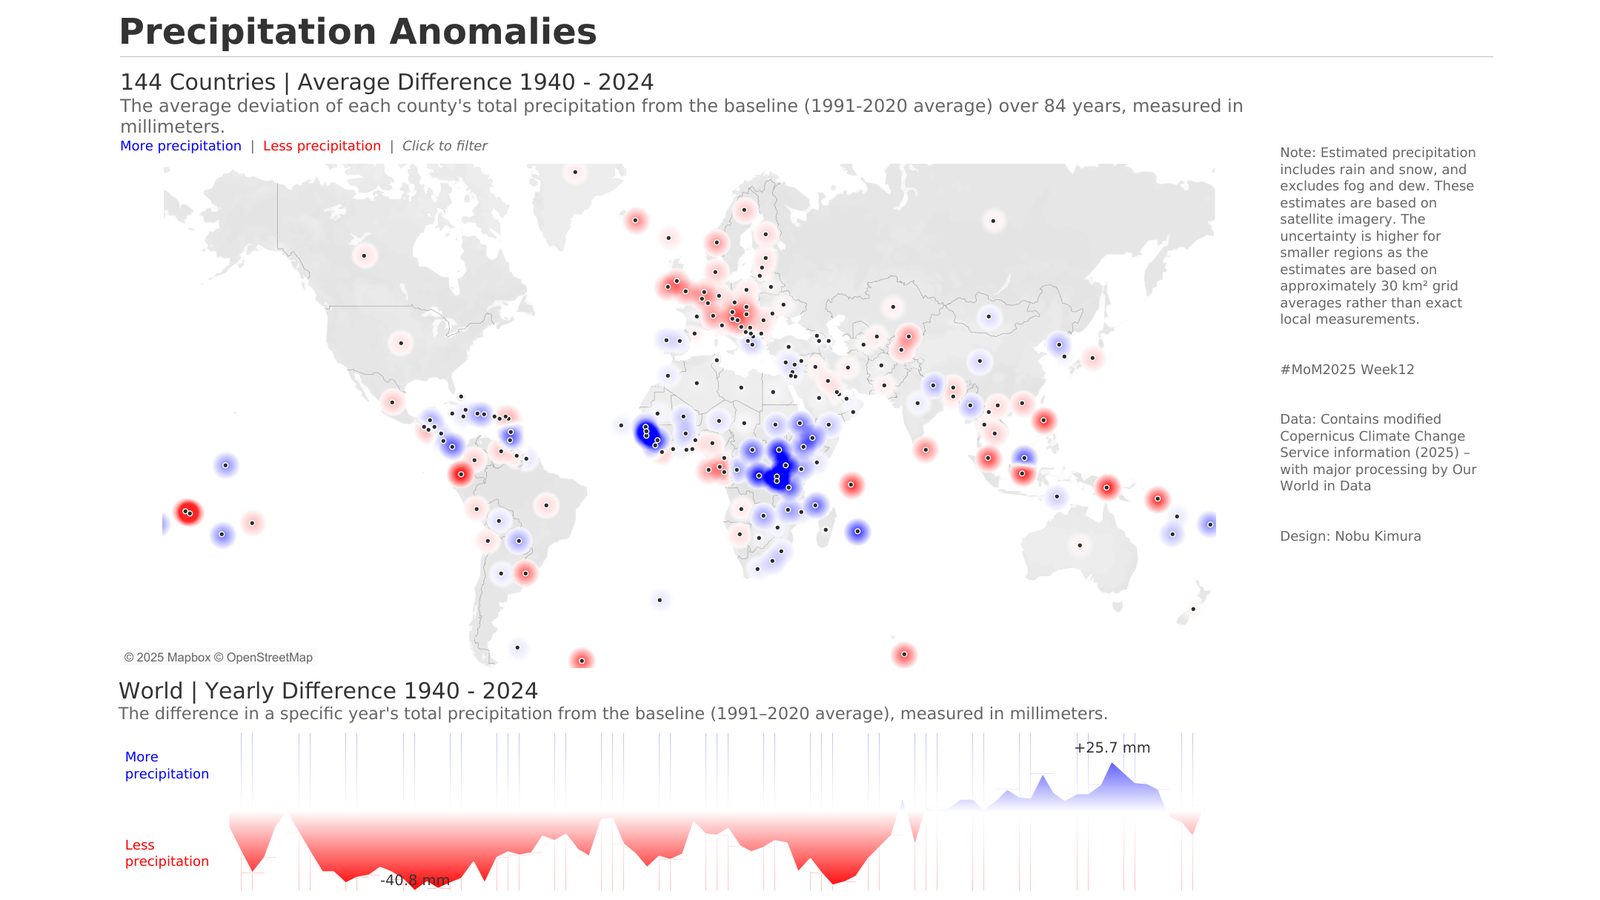 Precipitation Anomalies
144 Countries | Average Difference 1940 - 2024
The average deviation of each county's total precipitation from the baseline (1991-2020 average) over 84 years, measured in
millimeters.
More precipitation | Less precipitation | Click to filter
Note: Estimated precipitation
includes rain and snow, and
excludes fog and dew. These
estimates are based on
satellite imagery. The
uncertainty is higher for
smaller regions as the
estimates are based on
approximately 30 km² grid
averages rather than exact
local measurements.
#MoM2025 Week12
Data: Contains modified
Copernicus Climate Change
Service information (2025) –
with major processing by Our
World in Data
Design: Nobu Kimura
© 2025 Mapbox © OpenStreetMap
World | Yearly Difference 1940 - 2024
The difference in a specific year's total precipitation from the baseline (1991–2020 average), measured in millimeters.
More
precipitation
+25.7 mm
Less
precipitation
-40.8 mm